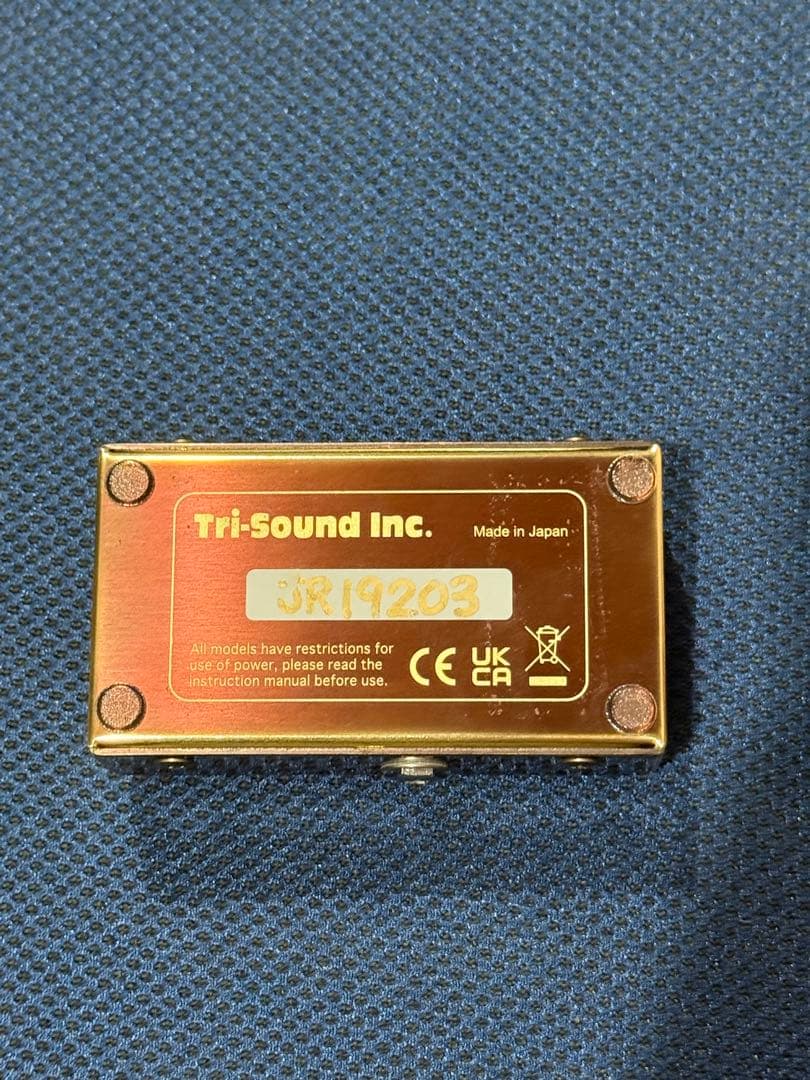 Tri-Sound Inc.
Made in Japan
JR19203
All models have restrictions for
use of power, please read the
instruction manual before use.
CE
UK
CA